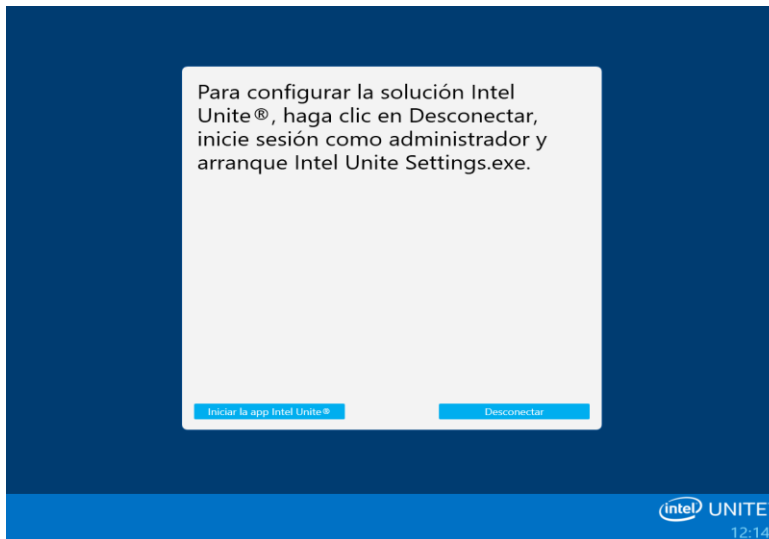 Para configurar la solución Intel
Unite®, haga clic en Desconectar,
inicie sesión como administrador y
arranque Intel Unite Settings.exe.
Iniciar la app Intel Unite®
Desconectar
intel UNITE
12:14